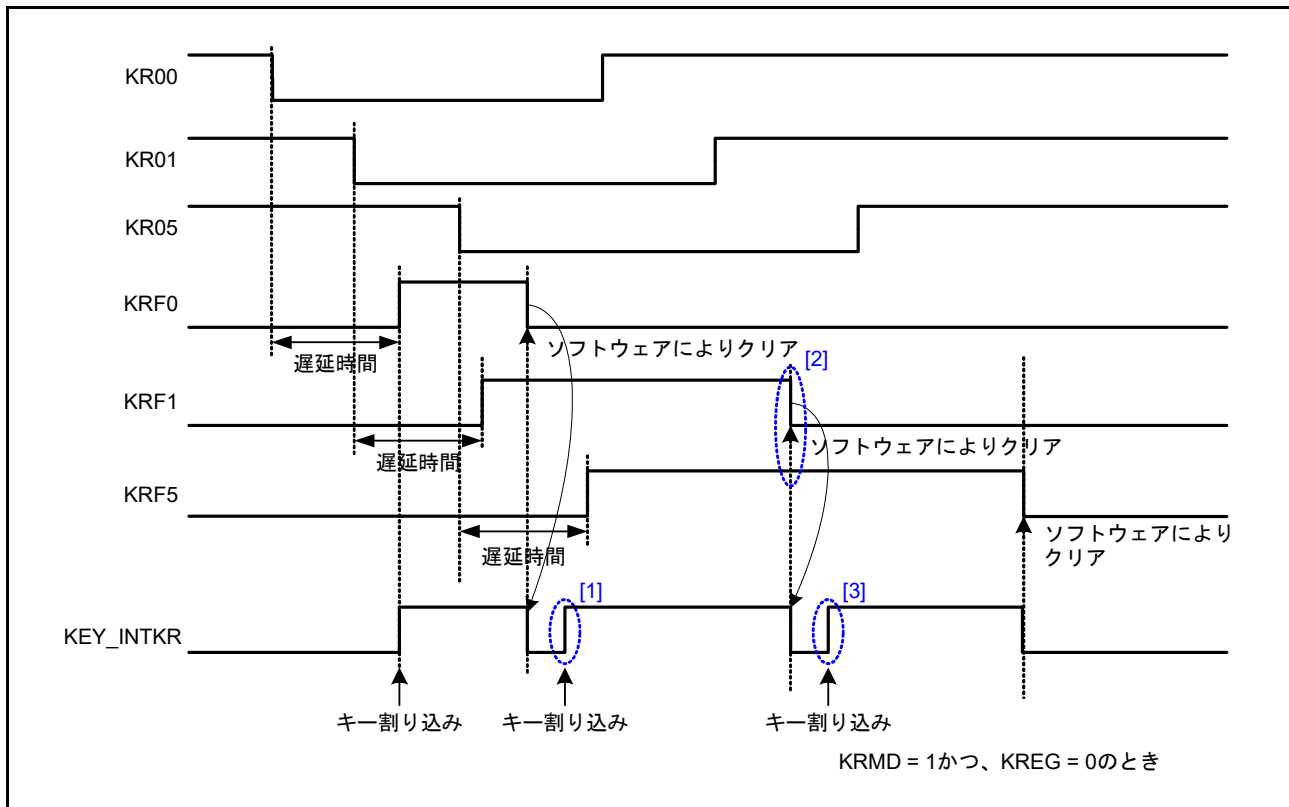 KR00
KR01
KR05
KRF0
遅延時間
ソフトウェアによりクリア
[2]
KRF1
遅延時間
ソフトウェアによりクリア
KRF5
遅延時間
ソフトウェアにより
クリア
[1]
[3]
KEY_INTKR
キー割り込み
キー割り込み
キー割り込み
KRMD = 1かつ、KREG = 0のとき